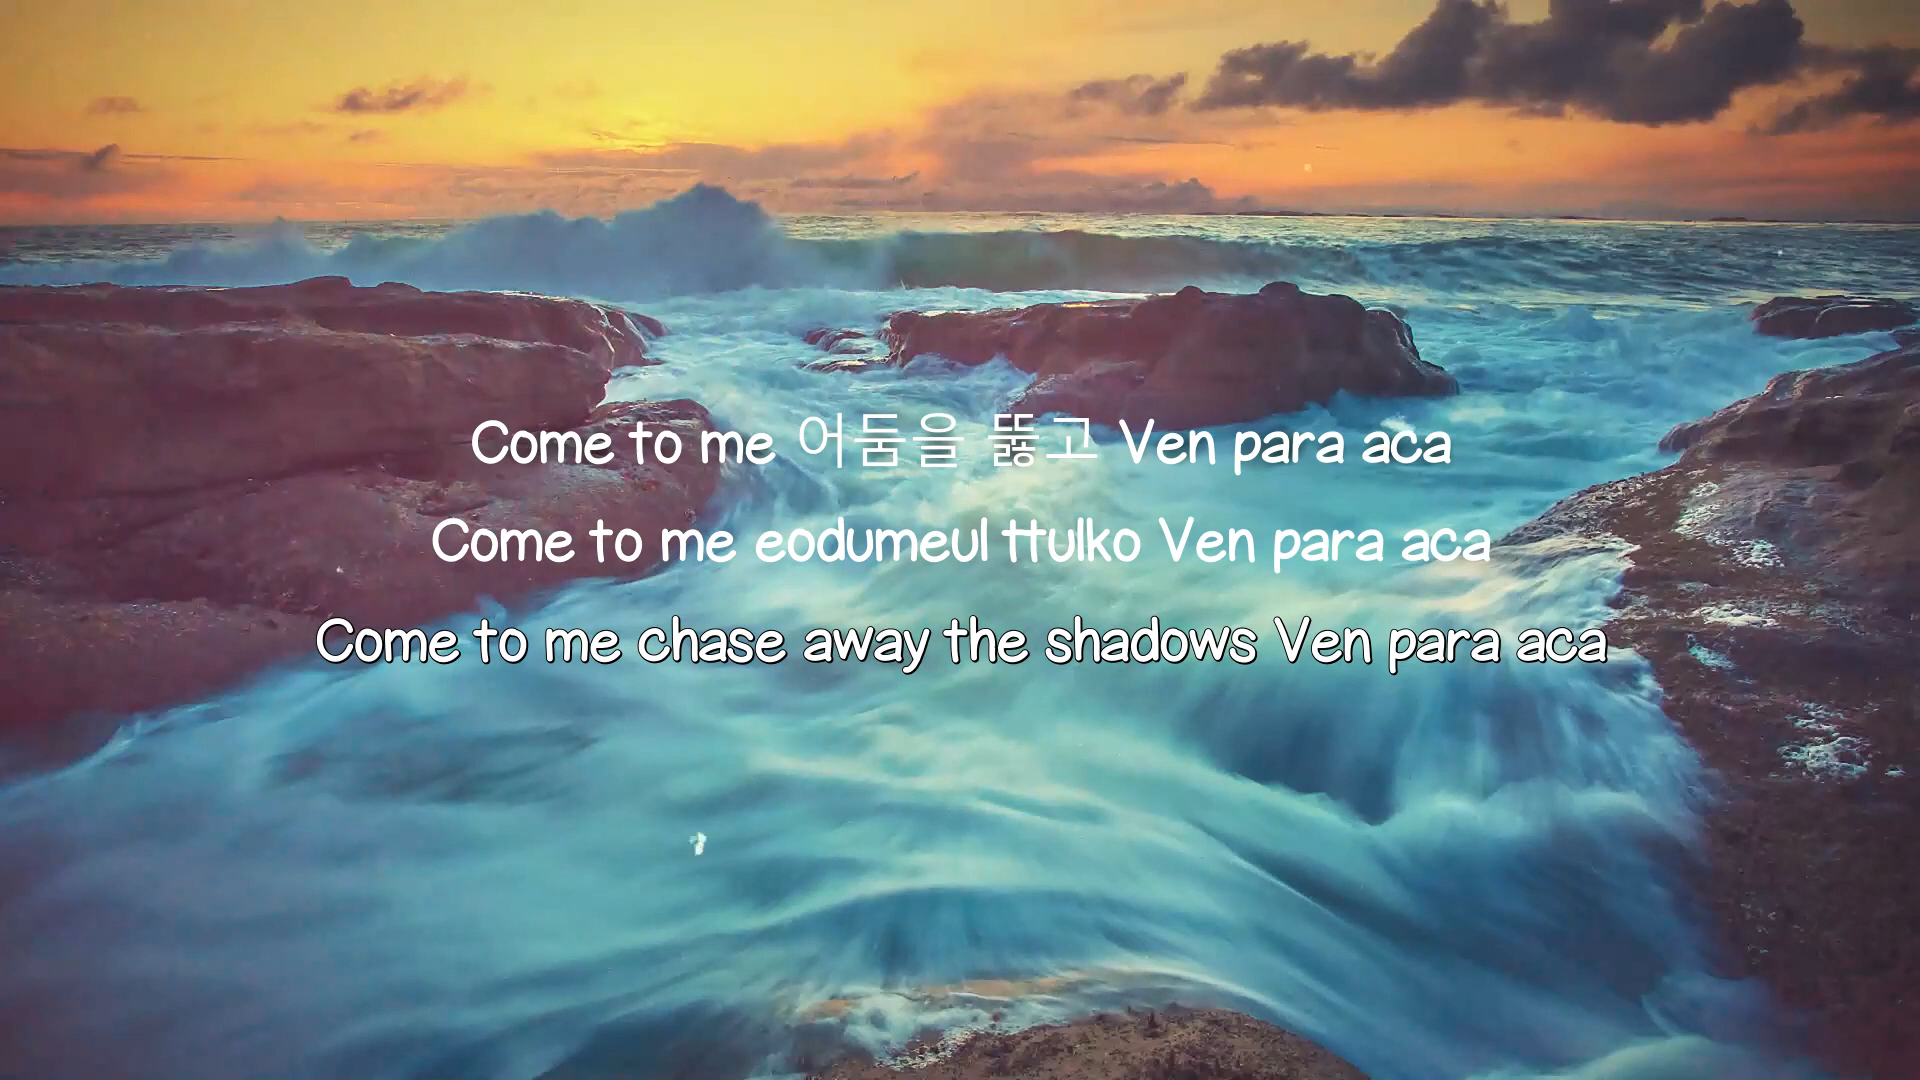 Come to me 어둠을 뚫고 Ven para aca
Come to me eodumeul ttulko Ven para aca
Come to me chase away the shadows Ven para aca